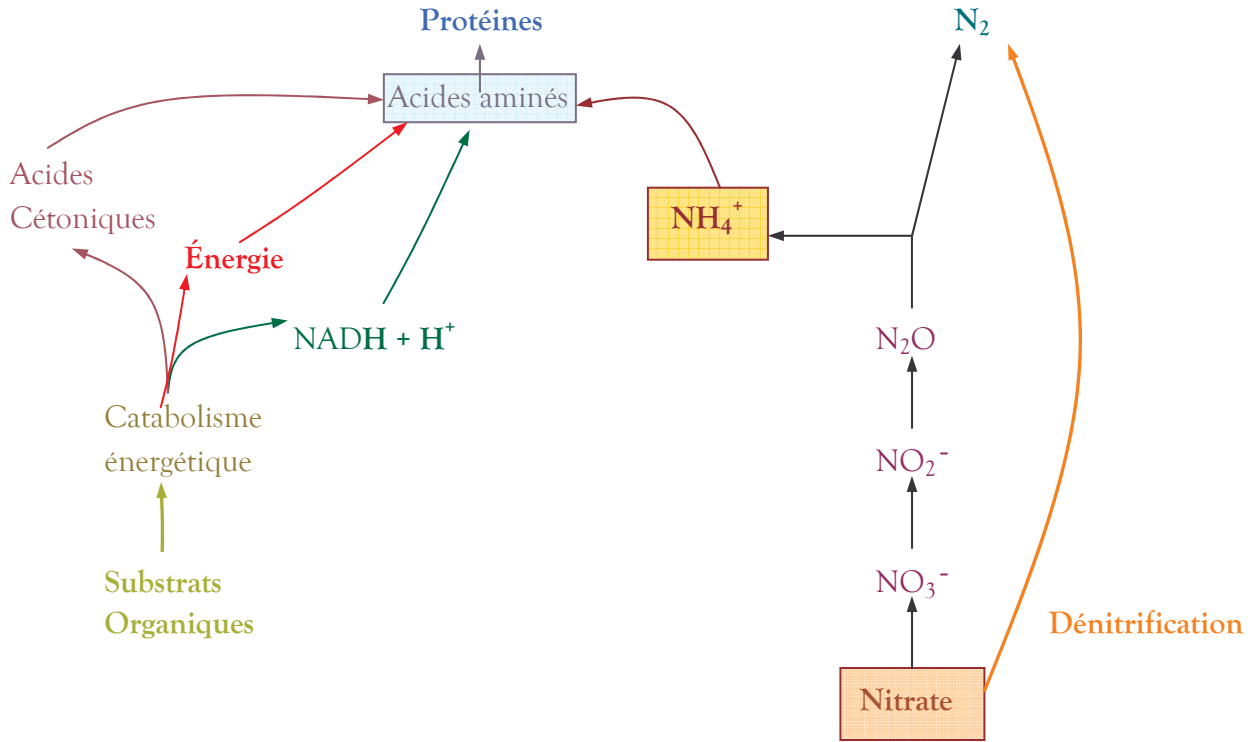 Protéines
N₂
Acides aminés
Acides
Cétoniques
NH₄⁺
Énergie
NADH + H⁺
N₂O
Catabolisme
énergétique
NO₂⁻
Substrats
Organiques
NO₃⁻
Dénitrification
Nitrate